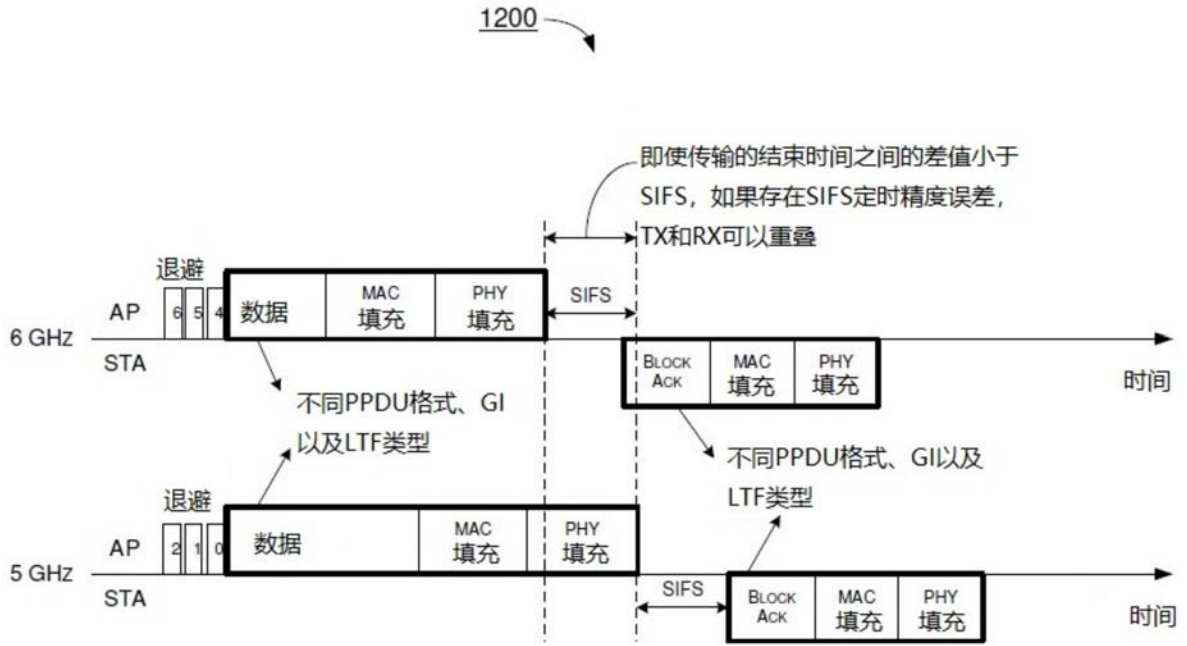 1200
即使传输的结束时间之间的差值小于
SIFS，如果存在SIFS定时精度误差，
TX和RX可以重叠
退避
AP
6 5 4
数据
MAC
填充
PHY
填充
SIFS
6 GHz
STA
BLOCK
ACK
MAC
填充
PHY
填充
时间
不同PPDU格式、GI
以及LTF类型
不同PPDU格式、GI以及
LTF类型
退避
AP
2 1 0
数据
MAC
填充
PHY
填充
5 GHz
STA
SIFS
BLOCK
ACK
MAC
填充
PHY
填充
时间